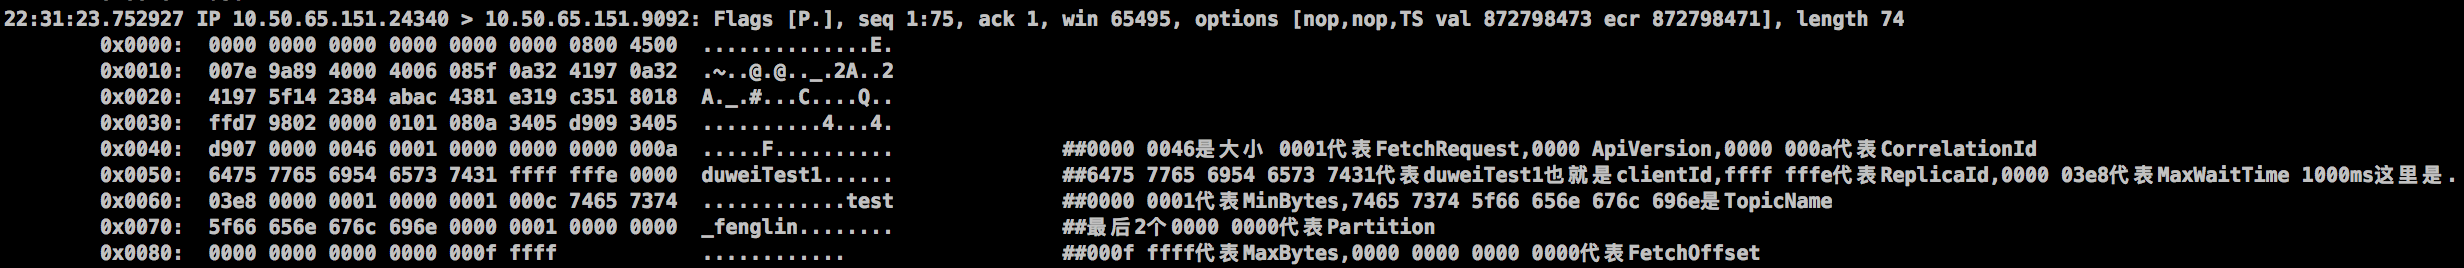 22:31:23.752927 IP 10.50.65.151.24340 > 10.50.65.151.9092: Flags [P.], seq 1:75, ack 1, win 65495, options [nop,nop,TS val 872798473 ecr 872798471], length 74
0x0000: 0000 0000 0000 0000 0000 0000 0800 4500 ..............E.
0x0010: 007e 9a89 4000 4006 085f 0a32 4197 0a32 .~..@.@.._.2A..2
0x0020: 4197 5f14 2384 abac 4381 e319 c351 8018 A._.#...C....Q..
0x0030: ffd7 9802 0000 0101 080a 3405 d909 3405 ..........4...4.
0x0040: d907 0000 0046 0001 0000 0000 0000 000a .....F.......... ##0000 0046是大小 0001代表FetchRequest,0000 ApiVersion,0000 000a代表CorrelationId
0x0050: 6475 7765 6954 6573 7431 ffff fffe 0000 duweiTest1...... ##6475 7765 6954 6573 7431代表duweiTest1也就是clientId,ffff fffe代表ReplicaId,0000 03e8代表MaxWaitTime 1000ms这里是.
0x0060: 03e8 0000 0001 0000 0001 000c 7465 7374 ............test ##0000 0001代表MinBytes,7465 7374 5f66 656e 676c 696e是TopicName
0x0070: 5f66 656e 676c 696e 0000 0001 0000 0000 _fenglin........ ##最后2个0000 0000代表Partition
0x0080: 0000 0000 0000 0000 000f ffff ............ ##000f ffff代表MaxBytes,0000 0000 0000 0000代表FetchOffset